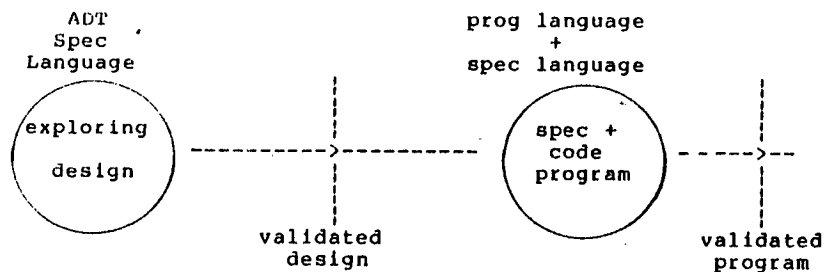 ADT
Spec
Language
prog language
+
spec language
exploring
design
spec +
code
program
validated
design
validated
program